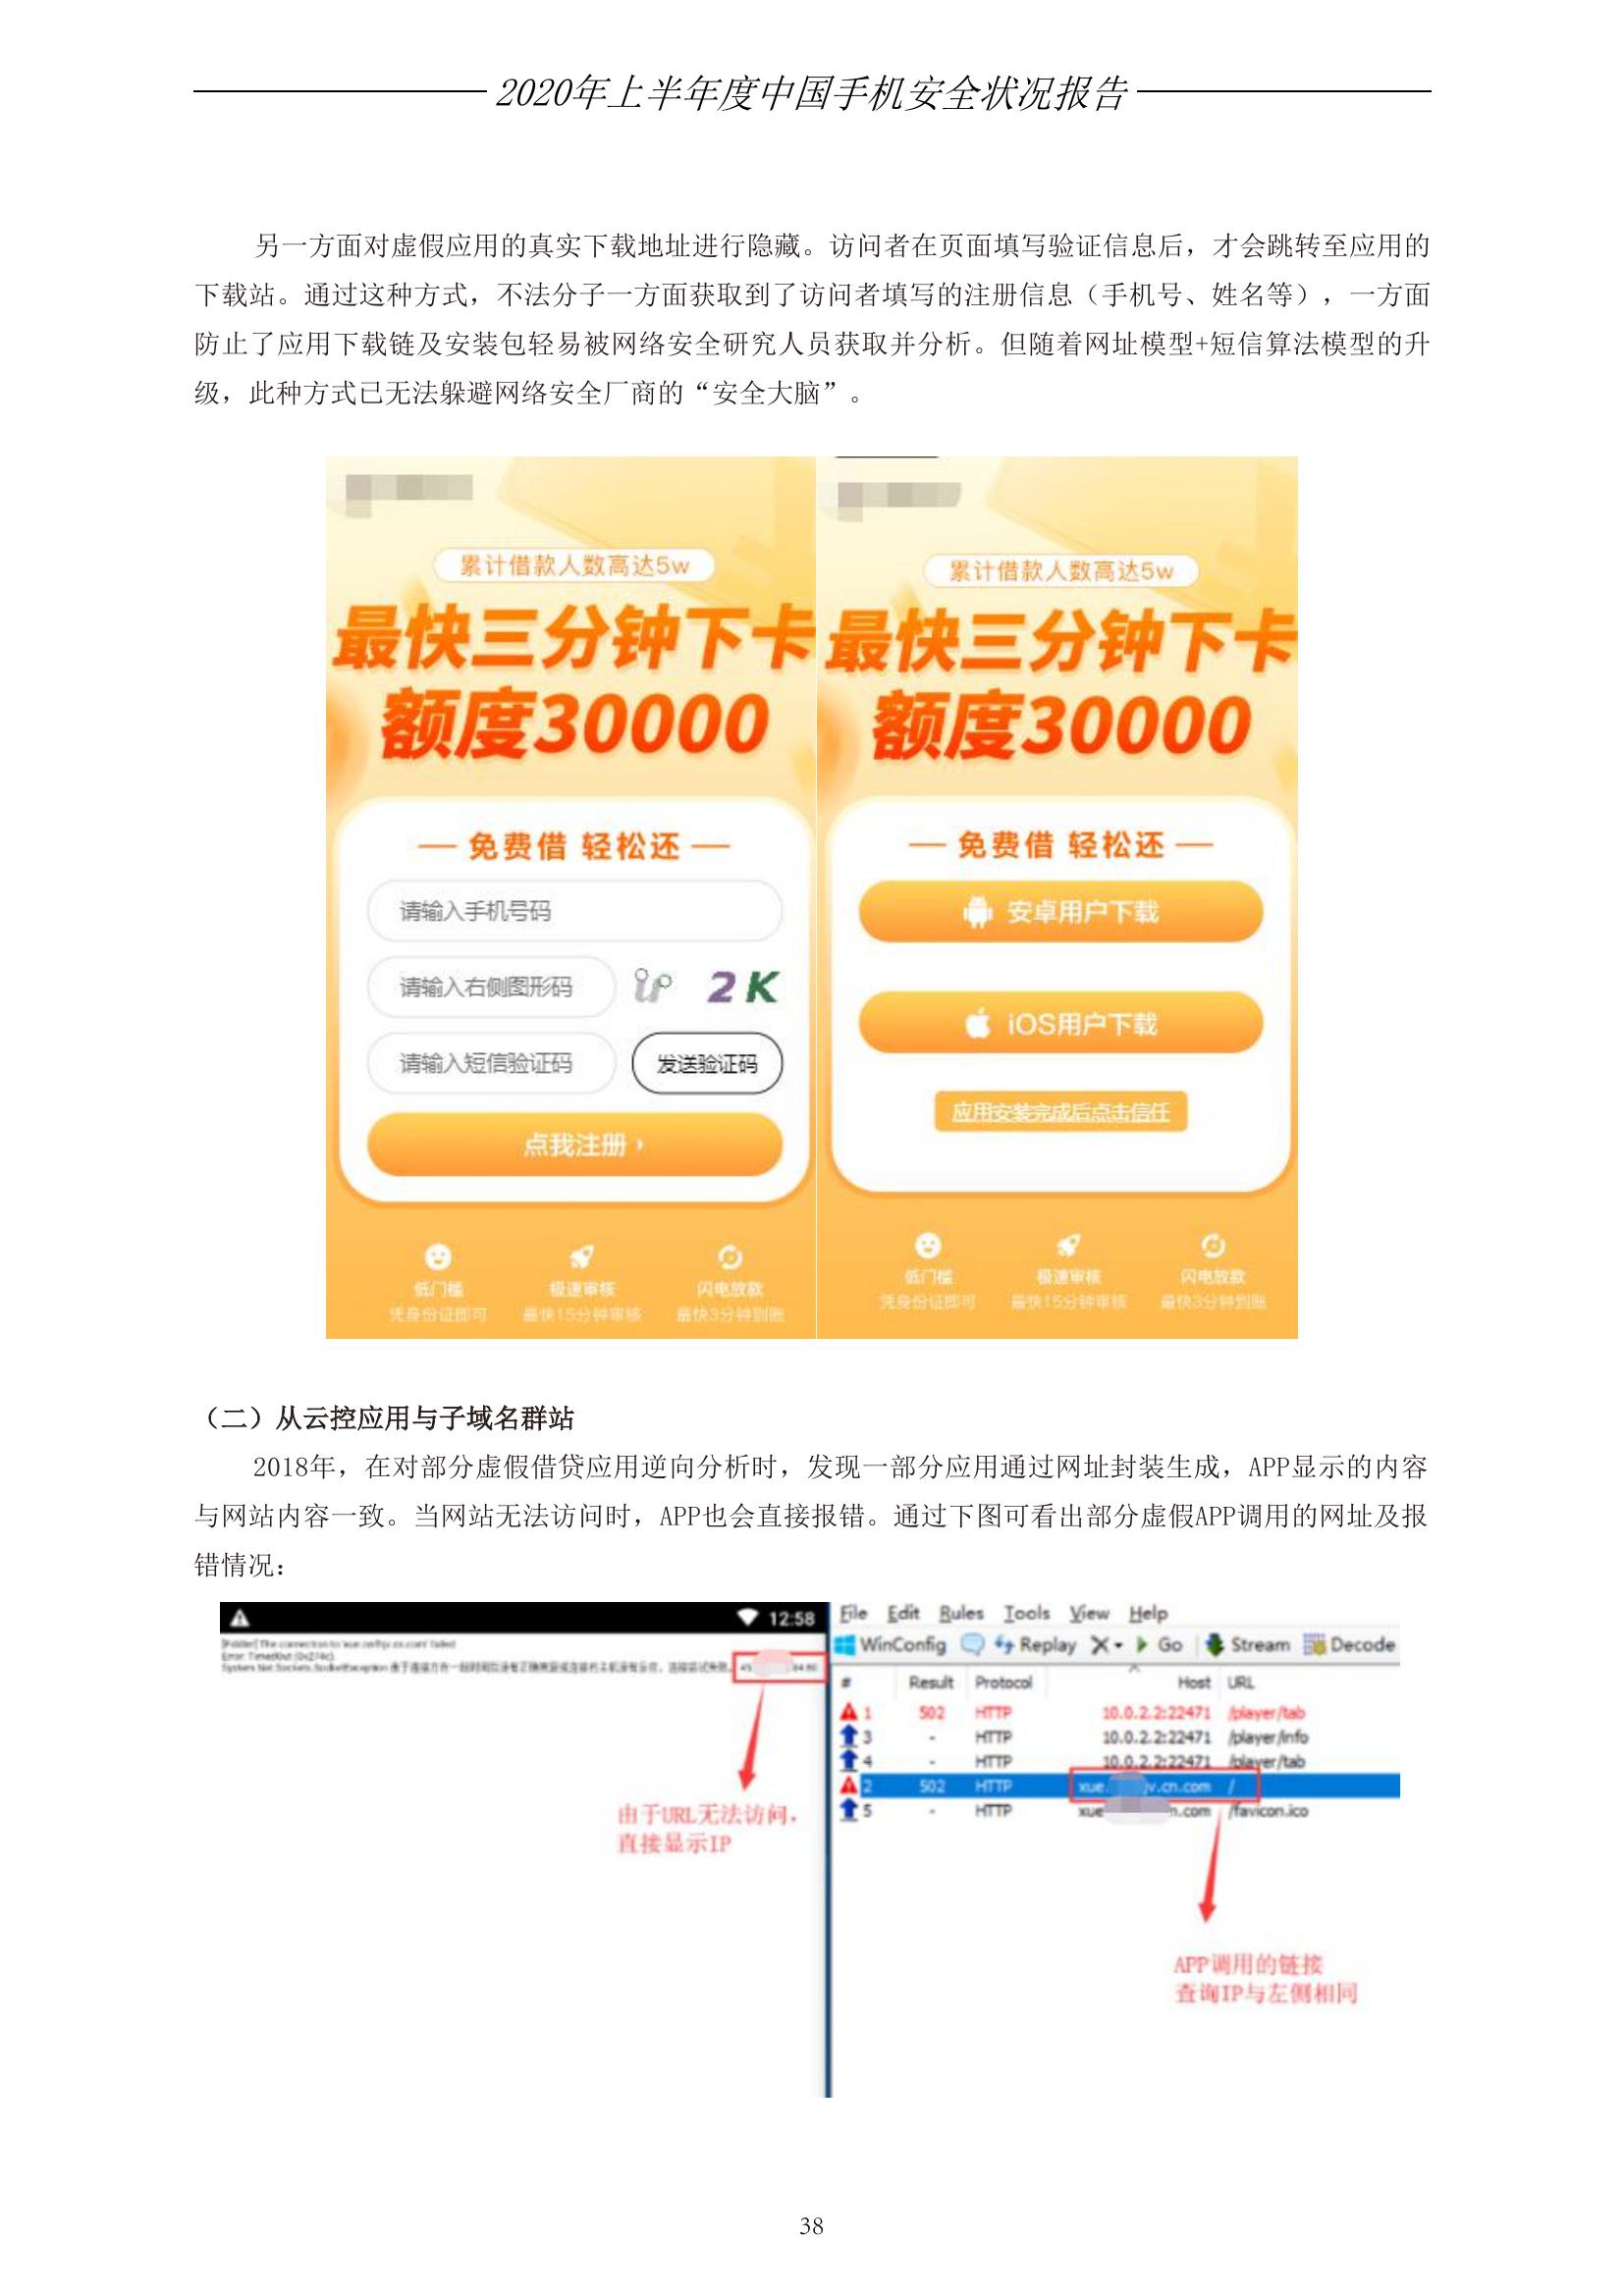 2020年上半年度中国手机安全状况报告
另一方面对虚假应用的真实下载地址进行隐藏。访问者在页面填写验证信息后，才会跳转至应用的
下载站。通过这种方式，不法分子一方面获取到了访问者填写的注册信息（手机号、姓名等），一方面
防止了应用下载链及安装包轻易被网络安全研究人员获取并分析。但随着网址模型+短信算法模型的升
级，此种方式已无法躲避网络安全厂商的“安全大脑”。
累计借款人数高达5w
最快三分钟下卡
额度30000
免费借 轻松还
请输入手机号码
请输入右侧图形码
2 K
请输入短信验证码 发送验证码
点我注册 ›
低门槛 极速审核 闪电放款
凭身份证即可 最快15分钟审核 最快3分钟到账
累计借款人数高达5w
最快三分钟下卡
额度30000
免费借 轻松还
安卓用户下载
iOS用户下载
应用安装完成后点击信任
低门槛 极速审核 闪电放款
凭身份证即可 最快15分钟审核 最快3分钟到账
（二）从云控应用与子域名群站
2018年，在对部分虚假借贷应用逆向分析时，发现一部分应用通过网址封装生成，APP显示的内容
与网站内容一致。当网站无法访问时，APP也会直接报错。通过下图可看出部分虚假APP调用的网址及报
错情况：
12:58
由于URL无法访问，
直接显示IP
File Edit Rules Tools View Help
WinConfig Replay Go Stream Decode
# Result Protocol Host URL
1 502 HTTP 10.0.2.2:22471 /player/tab
3 - HTTP 10.0.2.2:22471 /player/info
4 - HTTP 10.0.2.2:22471 /player/tab
2 502 HTTP xue. v.cn.com /
5 - HTTP xue n.com /favicon.ico
APP调用的链接
查询IP与左侧相同
38